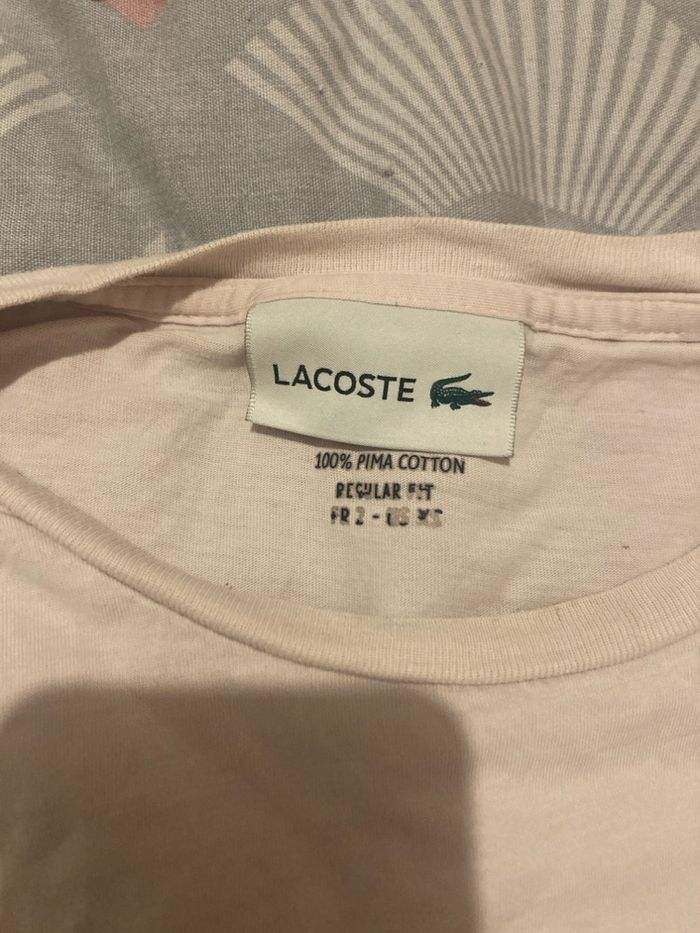 LACOSTE
100% PIMA COTTON
REGULAR FIT
FR 2 - US XS